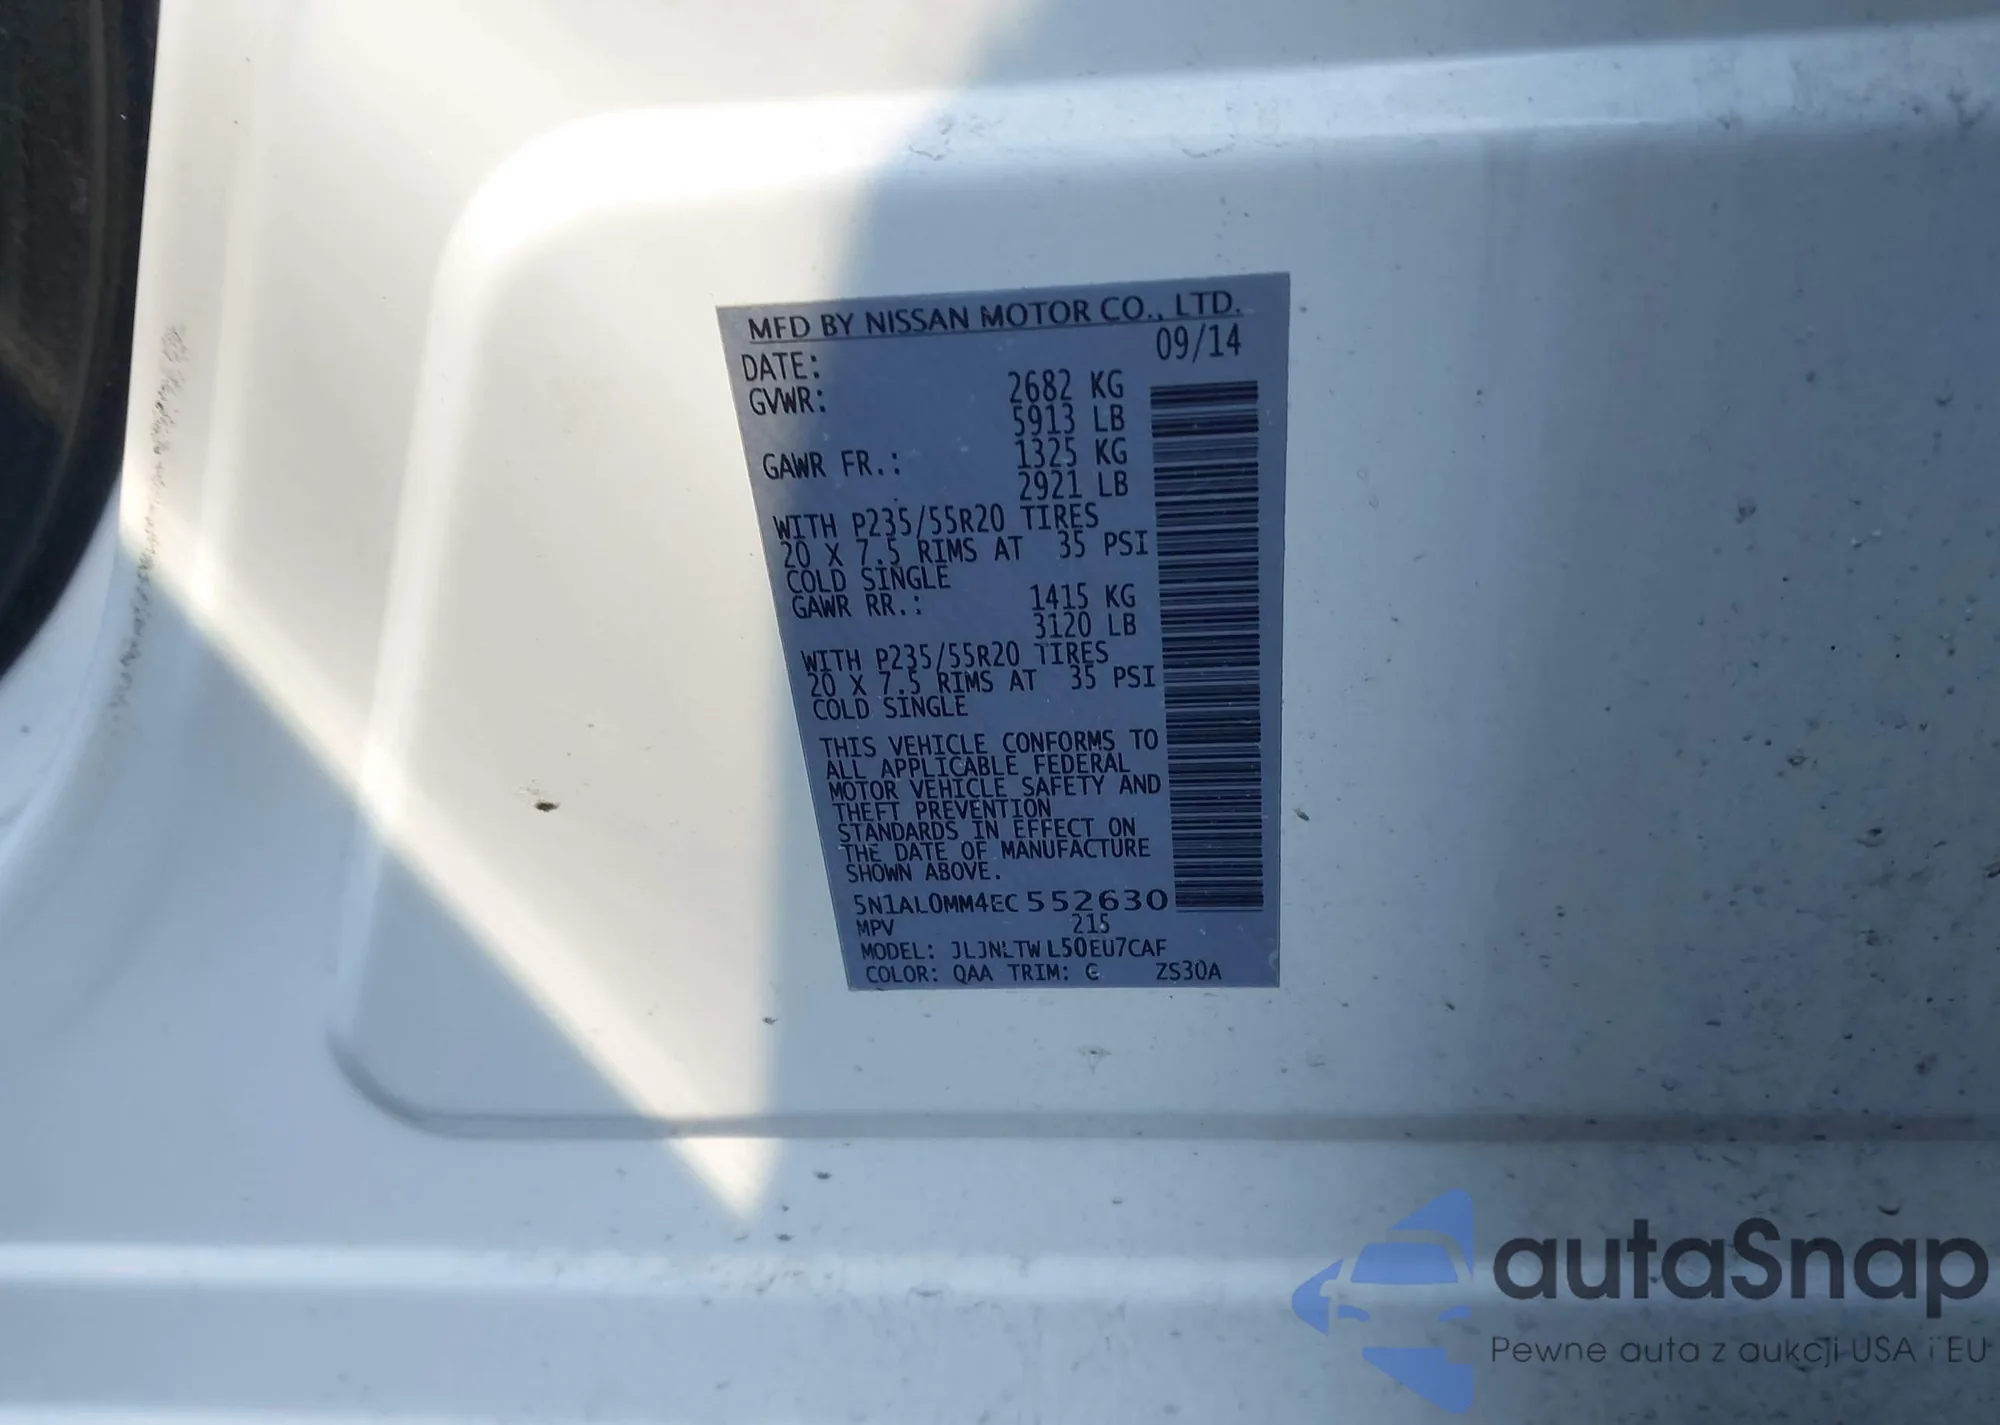 MFD BY NISSAN MOTOR CO., LTD.
DATE: 09/14
GVWR: 2682 KG
5913 LB
GAWR FR.: 1325 KG
2921 LB
WITH P235/55R20 TIRES
20 X 7.5 RIMS AT 35 PSI
COLD SINGLE
GAWR RR.: 1415 KG
3120 LB
WITH P235/55R20 TIRES
20 X 7.5 RIMS AT 35 PSI
COLD SINGLE
THIS VEHICLE CONFORMS TO
ALL APPLICABLE FEDERAL
MOTOR VEHICLE SAFETY AND
THEFT PREVENTION
STANDARDS IN EFFECT ON
THE DATE OF MANUFACTURE
SHOWN ABOVE.
5N1AL0MM4EC552630
MPV 215
MODEL: JLJNLTWL50EU7CAF
COLOR: QAA TRIM: G ZS30A
autaSnap
Pewne auta z aukcji USA i EU